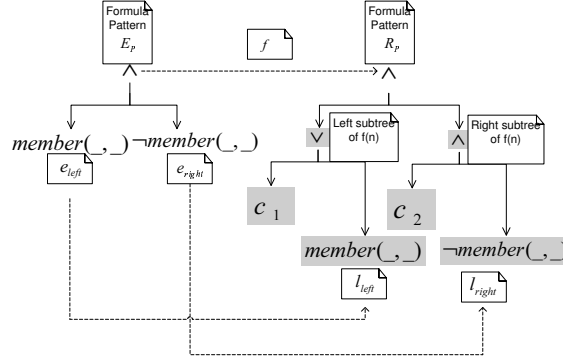 Formula
Pattern
E_p
f
Formula
Pattern
R_p
∧
∧
member(_,_)
¬member(_,_)
e_left
e_right
∨
Left subtree
of f(n)
∧
Right subtree
of f(n)
c_1
c_2
member(_,_)
¬member(_,_)
l_left
l_right